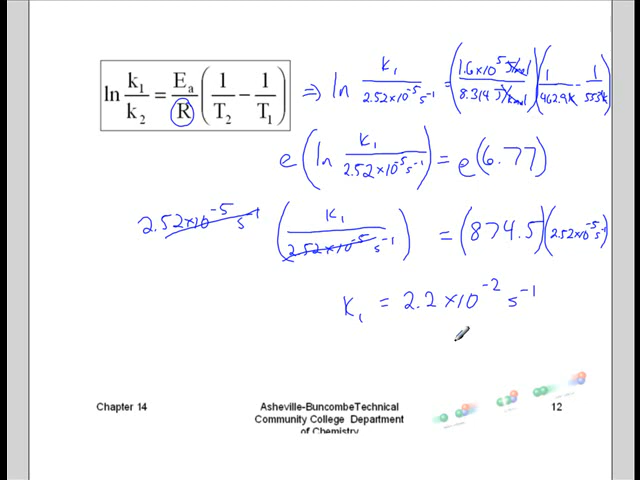 ln k₁/k₂ = Eₐ/R (1/T₂ − 1/T₁) ⇒ ln K₁/2.52×10⁻⁵ s⁻¹ = (1.6×10⁵ J/mol / 8.314 J/Kmol)(1/462.9K − 1/553K)
e(ln K₁/2.52×10⁻⁵ s⁻¹) = e(6.77)
2.52×10⁻⁵ s⁻¹ (K₁/2.52×10⁻⁵ s⁻¹) = (874.5)(2.52×10⁻⁵ s⁻¹)
K₁ = 2.2×10⁻² s⁻¹
Chapter 14
Asheville-BuncombeTechnical
Community College Department
of Chemistry
12